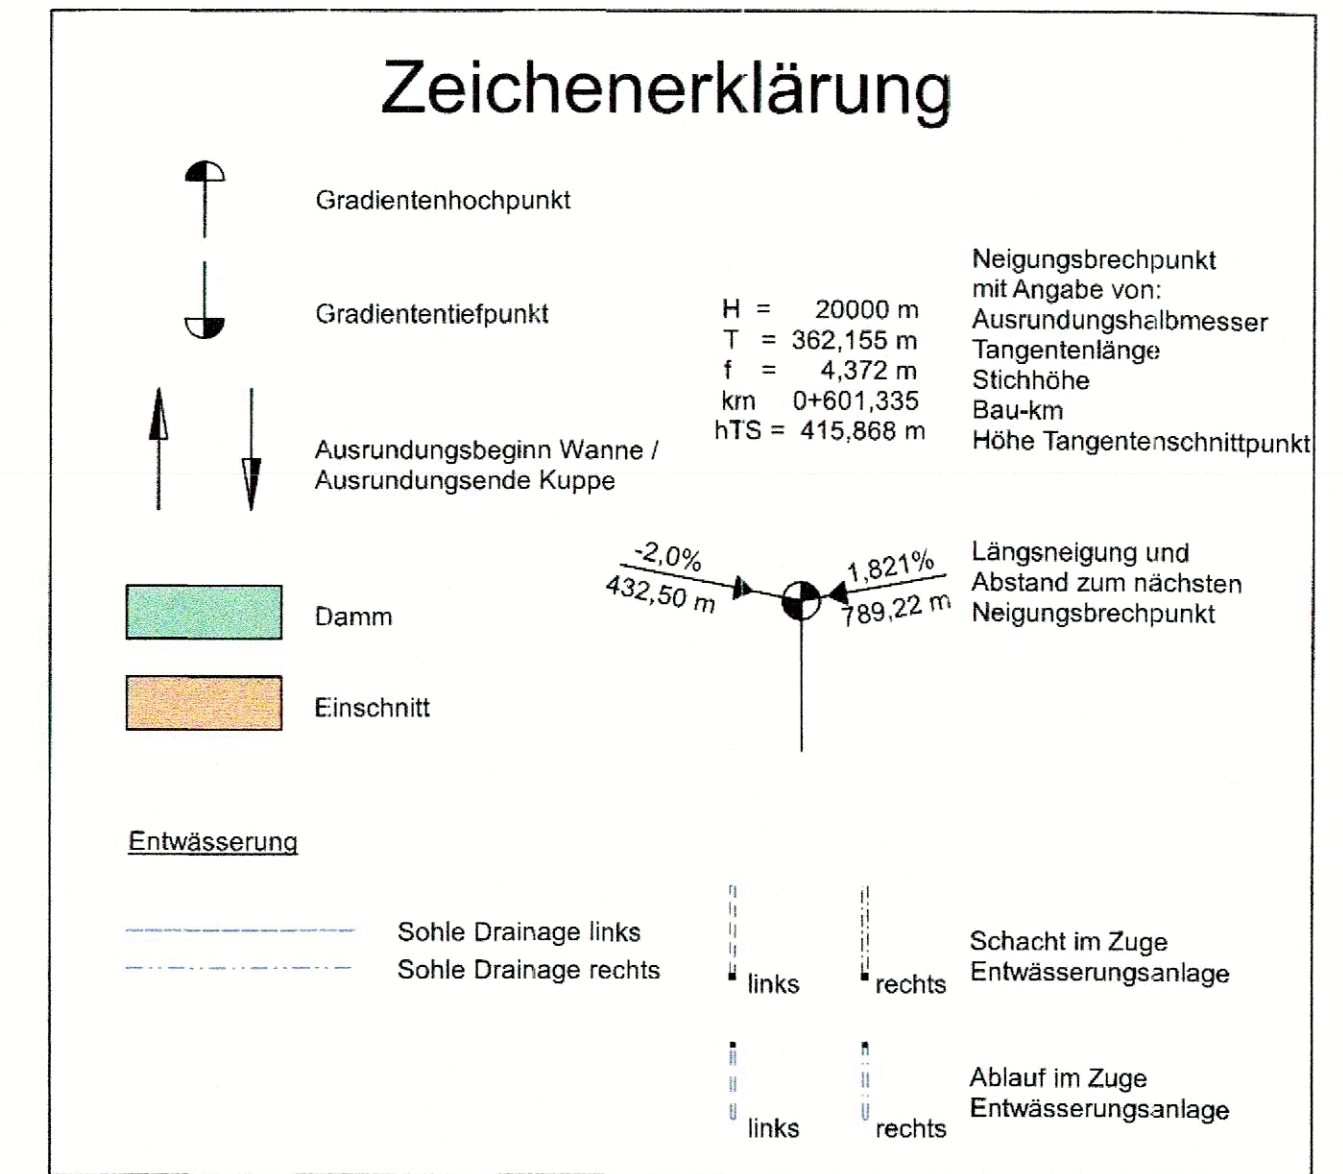 Zeichenerklärung
Gradientenhochpunkt
Gradiententiefpunkt
Ausrundungsbeginn Wanne /
Ausrundungsende Kuppe
Damm
Einschnitt
H = 20000 m
T = 362,155 m
f = 4,372 m
km 0+601,335
hTS = 415,868 m
Neigungsbrechpunkt
mit Angabe von:
Ausrundungshalbmesser
Tangentenlänge
Stichhöhe
Bau-km
Höhe Tangentenschnittpunkt
-2,0%
432,50 m
1,821%
789,22 m
Längsneigung und
Abstand zum nächsten
Neigungsbrechpunkt
Entwässerung
Sohle Drainage links
Sohle Drainage rechts
links
rechts
Schacht im Zuge
Entwässerungsanlage
links
rechts
Ablauf im Zuge
Entwässerungsanlage